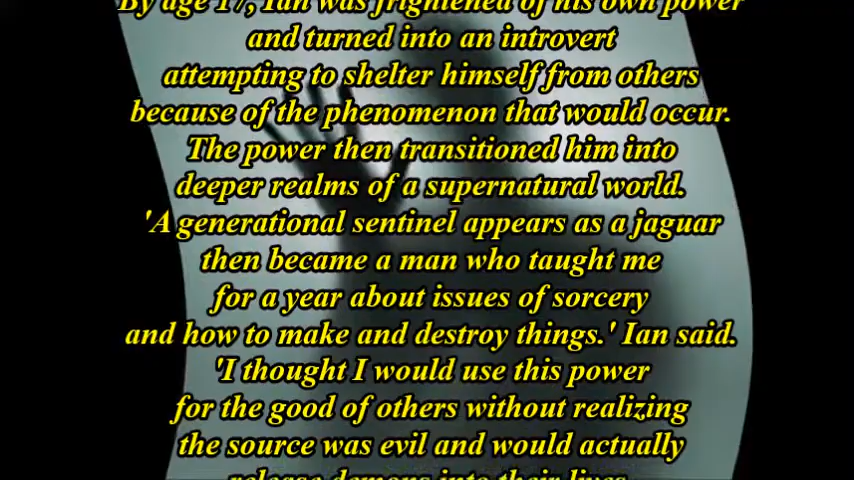 By age 17, Ian was frightened of his own power
and turned into an introvert
attempting to shelter himself from others
because of the phenomenon that would occur.
The power then transitioned him into
deeper realms of a supernatural world.
'A generational sentinel appears as a jaguar
then became a man who taught me
for a year about issues of sorcery
and how to make and destroy things.' Ian said.
'I thought I would use this power
for the good of others without realizing
the source was evil and would actually
release demons into their lives